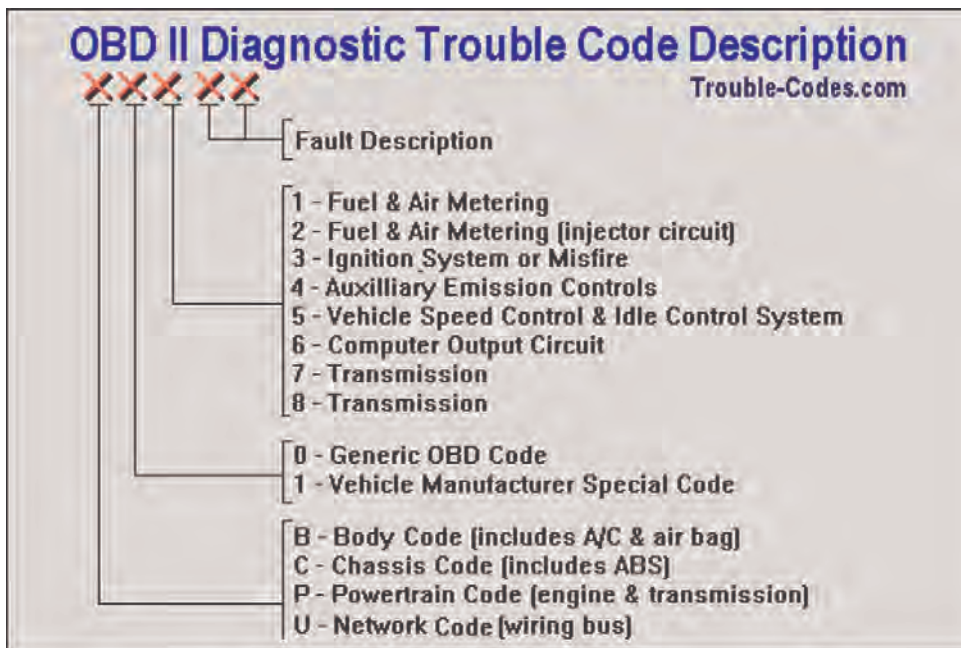 OBD II Diagnostic Trouble Code Description
Trouble-Codes.com
Fault Description
1 - Fuel & Air Metering
2 - Fuel & Air Metering (injector circuit)
3 - Ignition System or Misfire
4 - Auxilliary Emission Controls
5 - Vehicle Speed Control & Idle Control System
6 - Computer Output Circuit
7 - Transmission
8 - Transmission
0 - Generic OBD Code
1 - Vehicle Manufacturer Special Code
B - Body Code (includes A/C & air bag)
C - Chassis Code (includes ABS)
P - Powertrain Code (engine & transmission)
U - Network Code (wiring bus)